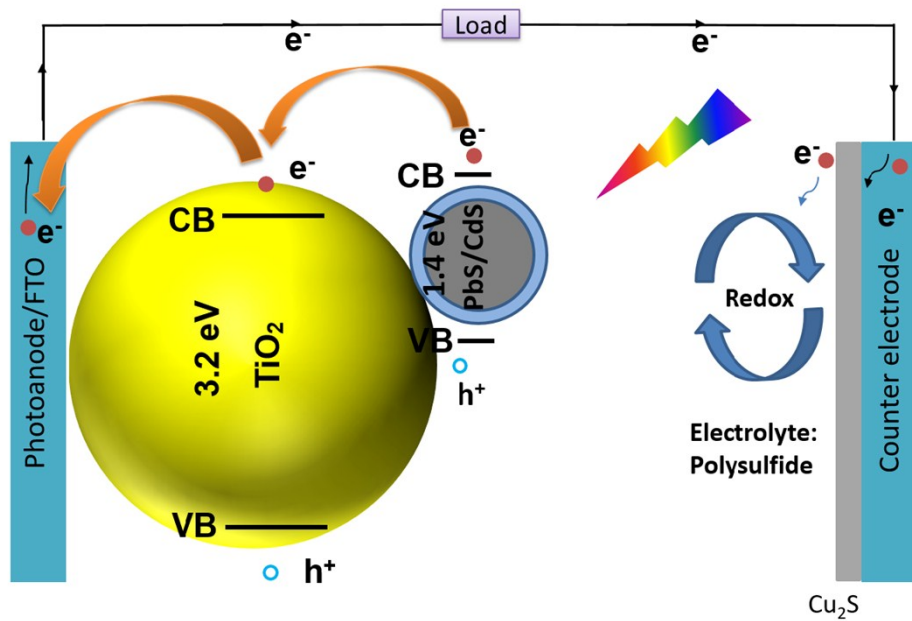 Load
e-
e-
e-
e-
e-
CB
CB
e-
e-
Photoanode/FTO
3.2 eV
TiO₂
1.4 eV
PbS/CdS
VB
h⁺
VB
h⁺
Redox
Electrolyte:
Polysulfide
Counter electrode
Cu₂S